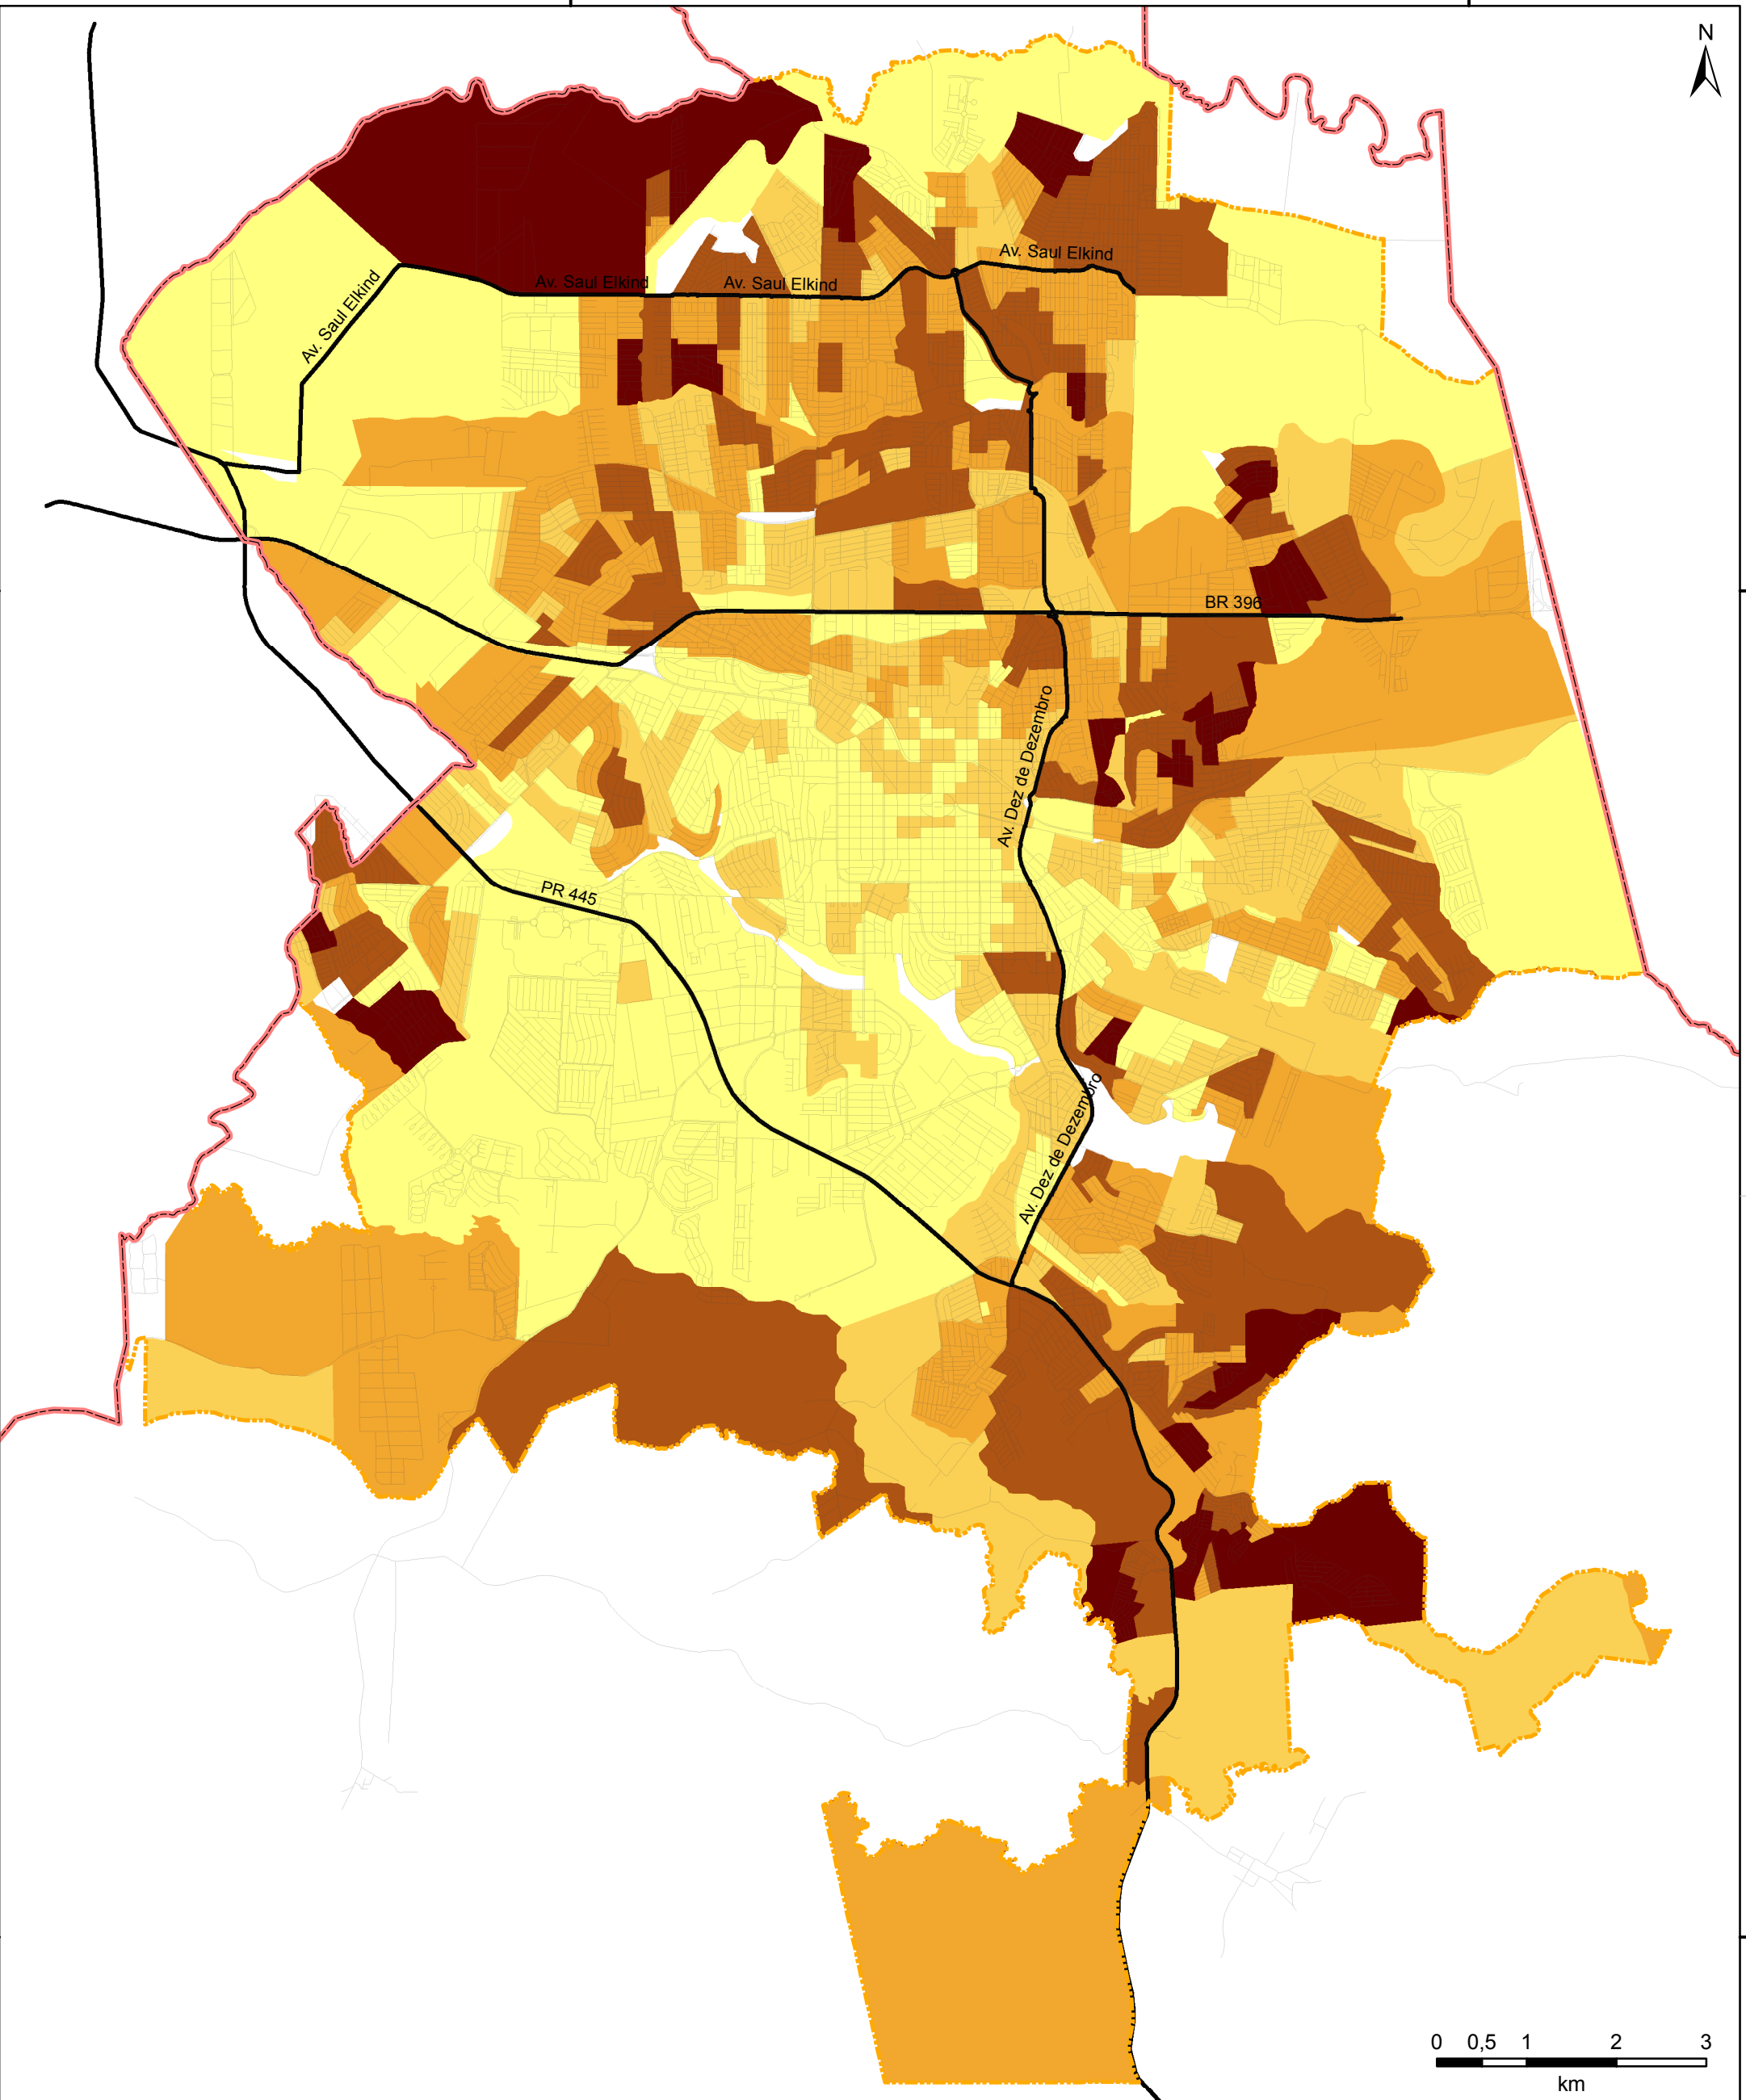 N
Av. Saul Elkind
Av. Saul Elkind
Av. Saul Elkind
Av. Saul Elkind
BR 396
Av. Dez de Dezembro
PR 445
Av. Dez de Dezembro
0 0,5 1 2 3
km